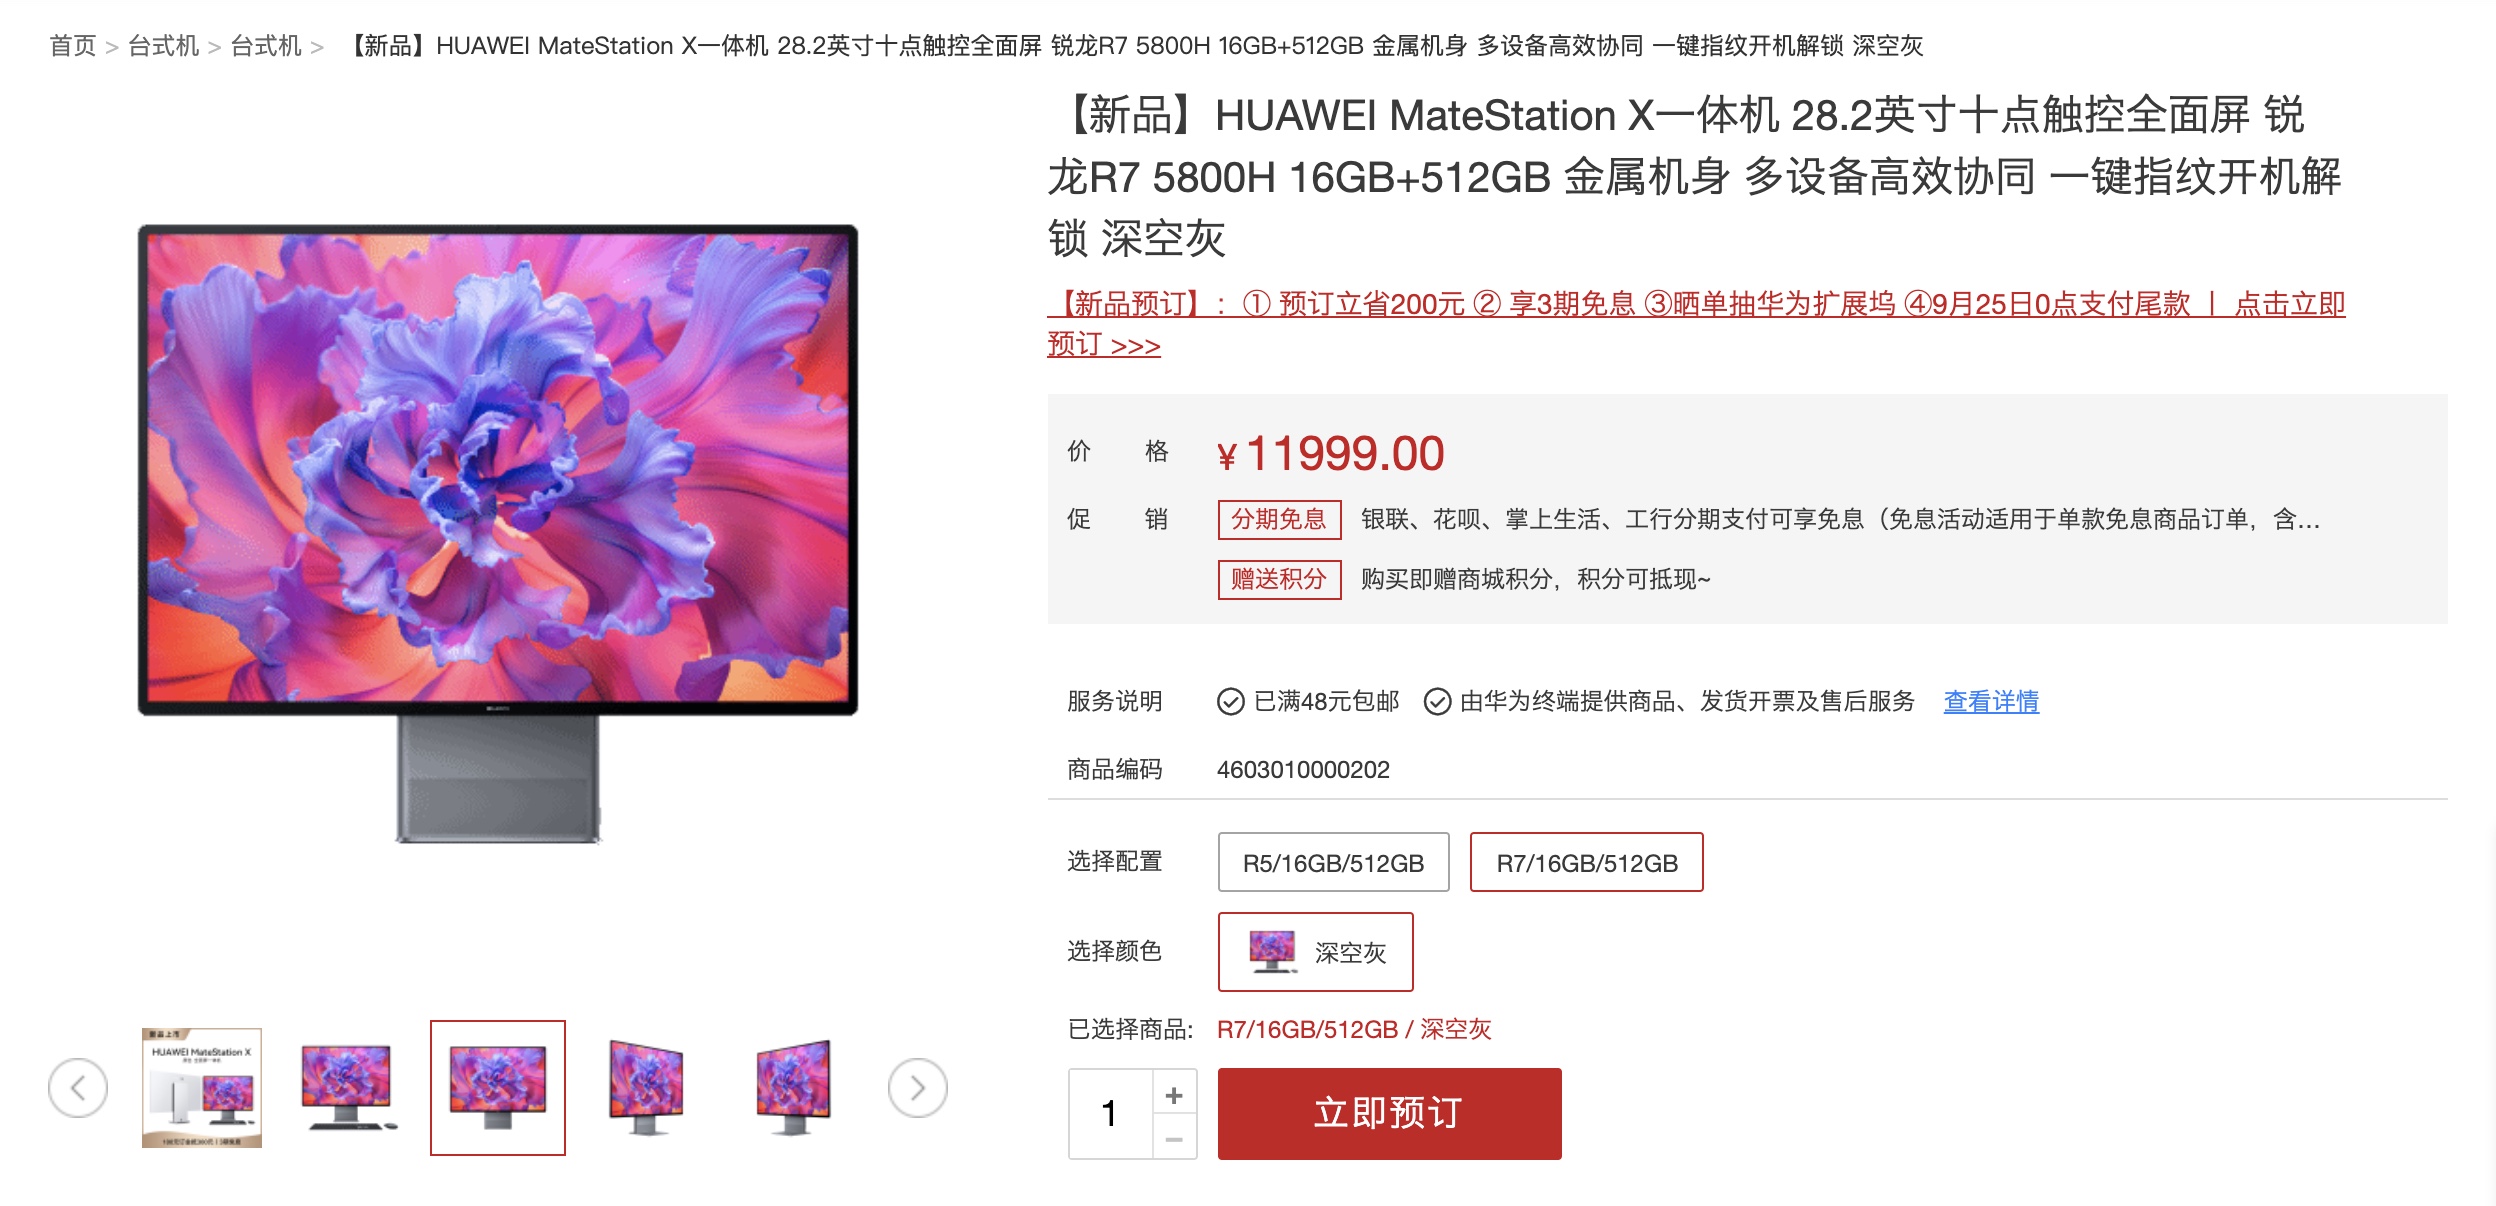 首页 > 台式机 > 台式机 > 【新品】HUAWEI MateStation X一体机 28.2英寸十点触控全面屏 锐龙R7 5800H 16GB+512GB 金属机身 多设备高效协同 一键指纹开机解锁 深空灰
【新品】HUAWEI MateStation X一体机 28.2英寸十点触控全面屏 锐
龙R7 5800H 16GB+512GB 金属机身 多设备高效协同 一键指纹开机解
锁 深空灰
【新品预订】：① 预订立省200元 ② 享3期免息 ③晒单抽华为扩展坞 ④9月25日0点支付尾款 丨 点击立即
预订 >>>
价 格 ¥ 11999.00
促 销 分期免息 银联、花呗、掌上生活、工行分期支付可享免息（免息活动适用于单款免息商品订单，含...
赠送积分 购买即赠商城积分，积分可抵现~
服务说明 已满48元包邮 由华为终端提供商品、发货开票及售后服务 查看详情
商品编码 4603010000202
选择配置 R5/16GB/512GB R7/16GB/512GB
选择颜色 深空灰
已选择商品: R7/16GB/512GB / 深空灰
1 + − 立即预订
HUAWEI
新品上市
HUAWEI MateStation X